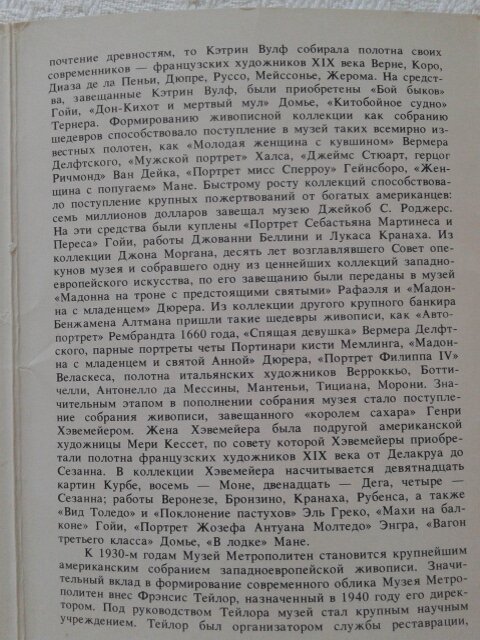 почтение древностям, то Кэтрин Вулф собирала полотна своих
современников — французских художников XIX века Верне, Коро,
Диаза де ла Пеньи, Дюпре, Руссо, Мейссонье, Жерома. На средст-
ва, завещанные Кэтрин Вулф, были приобретены «Бой быков»
Гойи, «Дон-Кихот и мертвый мул» Домье, «Китобойное судно»
Тернера. Формированию живописной коллекции как собранию
шедевров способствовало поступление в музей таких всемирно из-
вестных полотен, как «Молодая женщина с кувшином» Вермера
Делфтского, «Мужской портрет» Халса, «Джеймс Стюарт, герцог
Ричмонд» Ван Дейка, «Портрет мисс Сперроу» Гейнсборо, «Жен-
щина с попугаем» Мане. Быстрому росту коллекций способствова-
ло поступление крупных пожертвований от богатых американцев:
семь миллионов долларов завещал музею Джейкоб С. Роджерс.
На эти средства были куплены «Портрет Себастьяна Мартинеса и
Переса» Гойи, работы Джованни Беллини и Лукаса Кранаха. Из
коллекции Джона Моргана, десять лет возглавлявшего Совет опе-
кунов музея и собравшего одну из ценнейших коллекций западно-
европейского искусства, по его завещанию были переданы в музей
«Мадонна на троне с предстоящими святыми» Рафаэля и «Мадон-
на с младенцем» Дюрера. Из коллекции другого крупного банкира
Бенжамена Алтмана пришли такие шедевры живописи, как «Авто-
портрет» Рембрандта 1660 года, «Спящая девушка» Вермера Делфт-
ского, парные портреты четы Портинари кисти Мемлинга, «Мадон-
на с младенцем и святой Анной» Дюрера, «Портрет Филиппа IV»
Веласкеса, полотна итальянских художников Верроккьо, Ботти-
челли, Антонелло да Мессины, Мантеньи, Тициана, Морони. Зна-
чительным этапом в пополнении собрания музея стало поступле-
ние собрания живописи, завещанного «королем сахара» Генри
Хэвемейером. Жена Хэвемейера была подругой американской
художницы Мери Кессет, по совету которой Хэвемейеры приобре-
тали полотна французских художников XIX века от Делакруа до
Сезанна. В коллекции Хэвемейера насчитывается девятнадцать
картин Курбе, восемь — Моне, двенадцать — Дега, четыре —
Сезанна; работы Веронезе, Бронзино, Кранаха, Рубенса, а также
«Вид Толедо» и «Поклонение пастухов» Эль Греко, «Махи на бал-
коне» Гойи, «Портрет Жозефа Антуана Молтедо» Энгра, «Вагон
третьего класса» Домье, «В лодке» Мане.
К 1930-м годам Музей Метрополитен становится крупнейшим
американским собранием западноевропейской живописи. Значи-
тельный вклад в формирование современного облика Музея Метро-
политен внес Фрэнсис Тейлор, назначенный в 1940 году его дирек-
тором. Под руководством Тейлора музей стал крупным научным
учреждением. Тейлор был организатором службы реставрации,